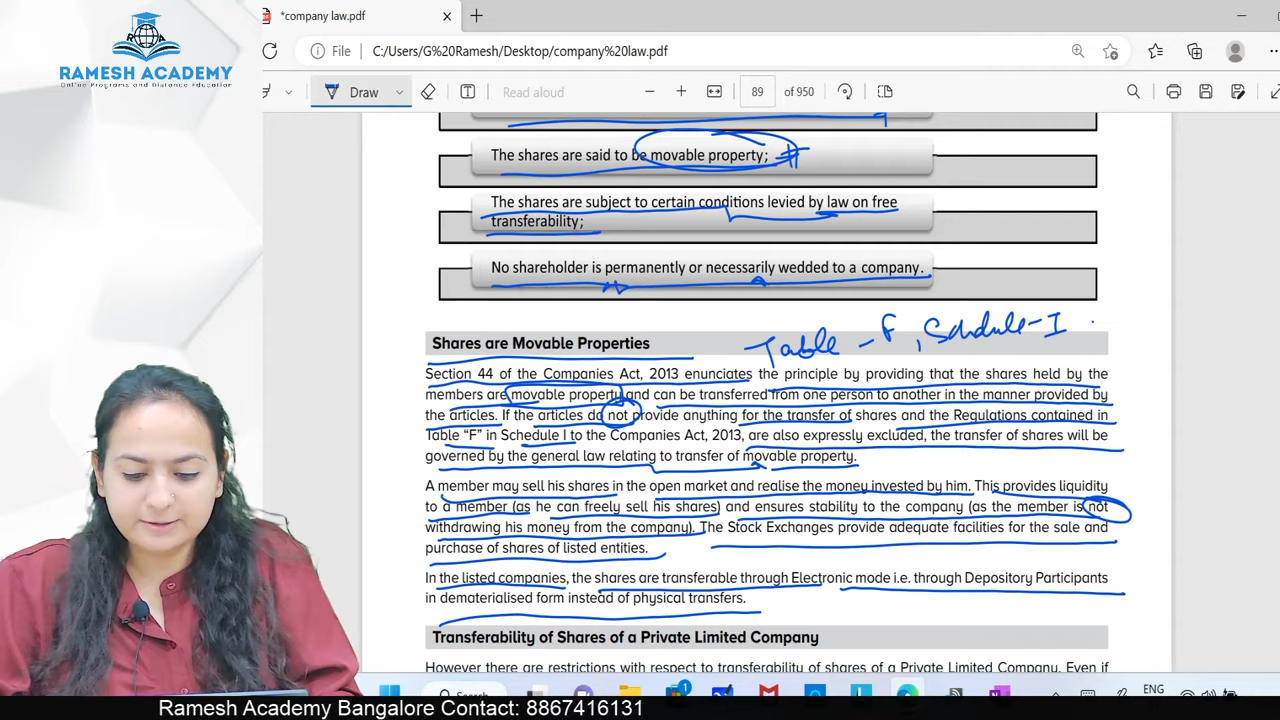 *company law.pdf
RAMESH ACADEMY
Online Programs and Distance Education
File
C:/Users/G%20Ramesh/Desktop/company%20law.pdf
Draw
Read aloud
89 of 950
The shares are said to be movable property;
The shares are subject to certain conditions levied by law on free
transferability;
No shareholder is permanently or necessarily wedded to a company.
Table - F, Schdule-I
Shares are Movable Properties
Section 44 of the Companies Act, 2013 enunciates the principle by providing that the shares held by the
members are movable property and can be transferred from one person to another in the manner provided by
the articles. If the articles do not provide anything for the transfer of shares and the Regulations contained in
Table “F” in Schedule I to the Companies Act, 2013, are also expressly excluded, the transfer of shares will be
governed by the general law relating to transfer of movable property.
A member may sell his shares in the open market and realise the money invested by him. This provides liquidity
to a member (as he can freely sell his shares) and ensures stability to the company (as the member is not
withdrawing his money from the company). The Stock Exchanges provide adequate facilities for the sale and
purchase of shares of listed entities.
In the listed companies, the shares are transferable through Electronic mode i.e. through Depository Participants
in dematerialised form instead of physical transfers.
Transferability of Shares of a Private Limited Company
However there are restrictions with respect to transferability of shares of a Private Limited Company. Even if
Search
ENG
Ramesh Academy Bangalore Contact: 8867416131